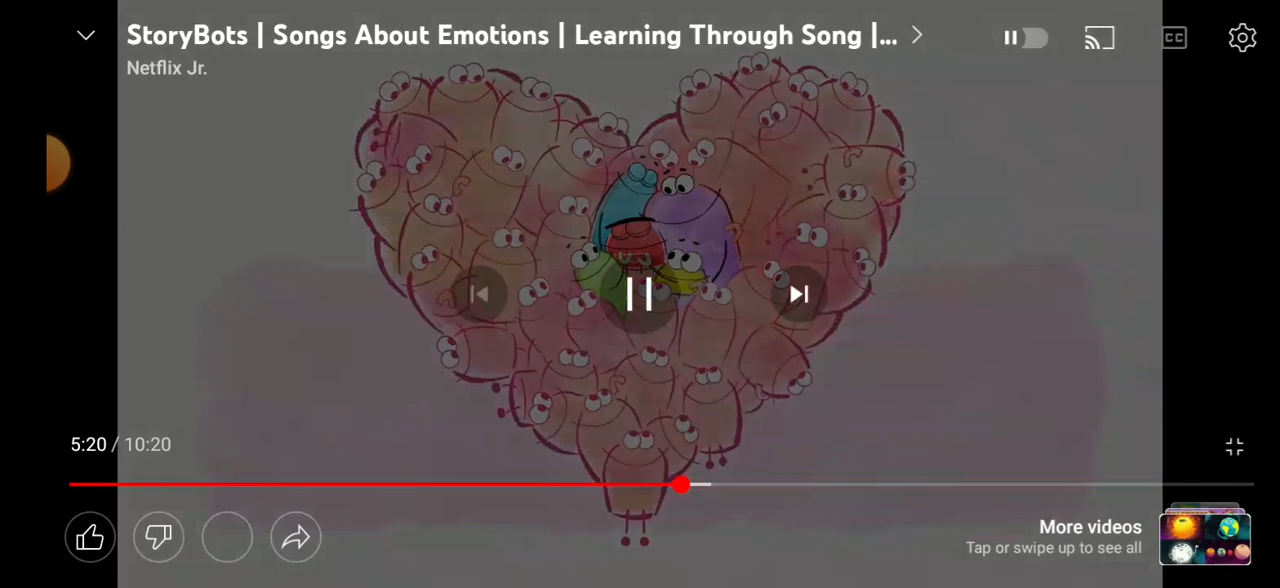 StoryBots | Songs About Emotions | Learning Through Song |...
Netflix Jr.
CC
5:20 / 10:20
More videos
Tap or swipe up to see all